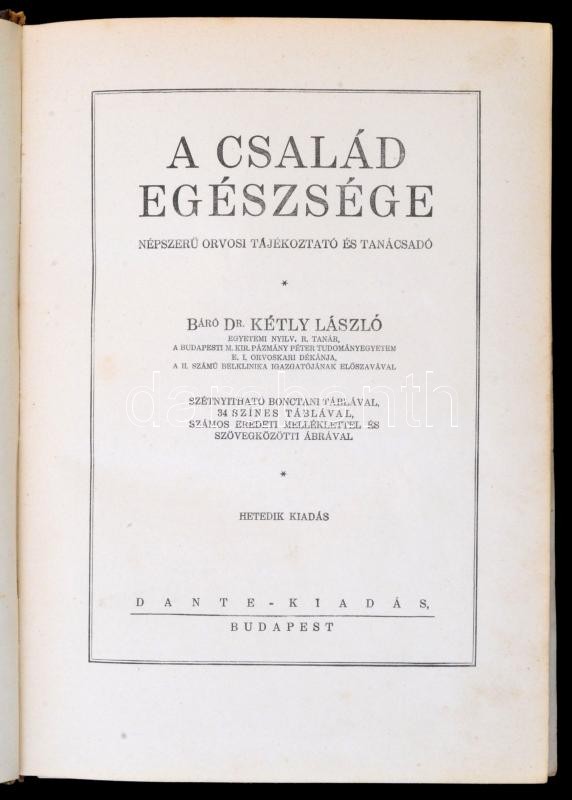 A CSALÁD
EGÉSZSÉGE
NÉPSZERŰ ORVOSI TÁJÉKOZTATÓ ÉS TANÁCSADÓ
*
BÁRÓ DR. KÉTLY LÁSZLÓ
EGYETEMI NYILV. R. TANÁR,
A BUDAPESTI M. KIR. PÁZMÁNY PÉTER TUDOMÁNYEGYETEM
E. I. ORVOSKARI DÉKÁNJA,
A II. SZÁMÚ BELKLINIKA IGAZGATÓJÁNAK ELŐSZAVÁVAL
SZÉTNYITHATÓ BONCTANI TÁBLÁVAL,
34 SZÍNES TÁBLÁVAL,
SZÁMOS EREDETI MELLÉKLETTEL ÉS
SZÖVEGKÖZÖTTI ÁBRÁVAL
darabanth
*
HETEDIK KIADÁS
DANTE-KIADÁS,
BUDAPEST